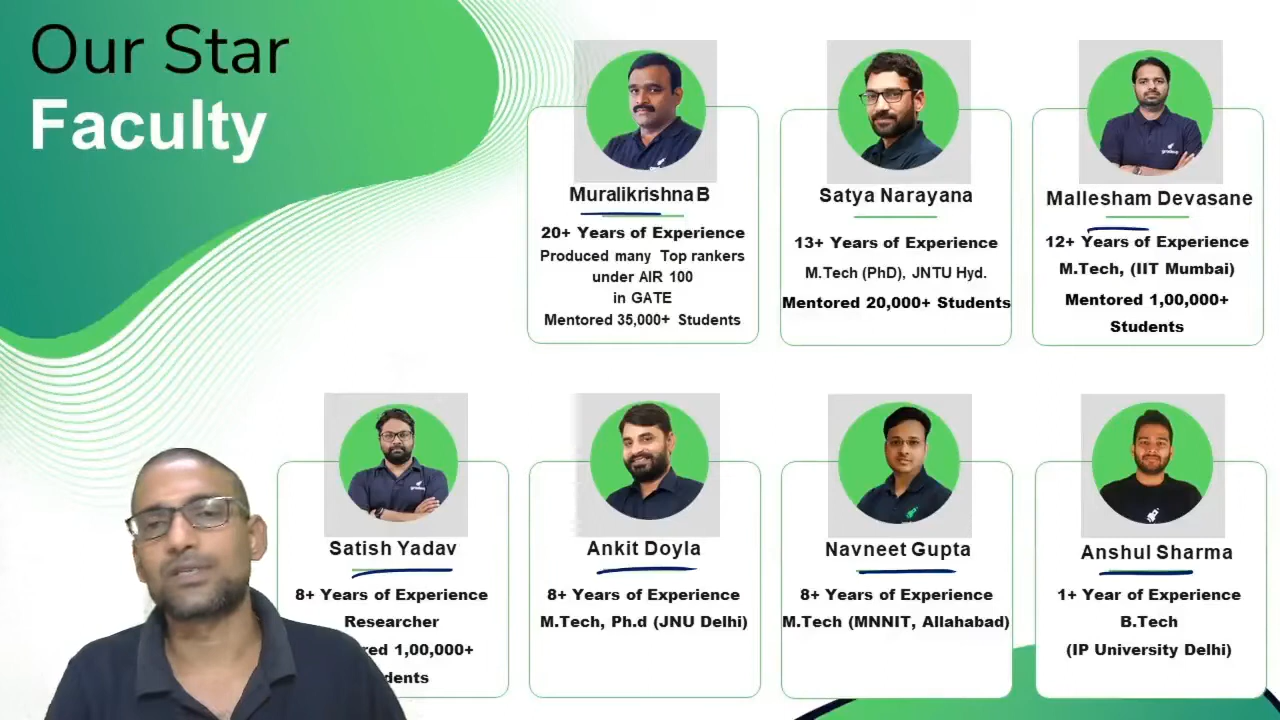 Our Star
Faculty
Muralikrishna B
20+ Years of Experience
Produced many Top rankers
under AIR 100
in GATE
Mentored 35,000+ Students
Satya Narayana
13+ Years of Experience
M.Tech (PhD), JNTU Hyd.
Mentored 20,000+ Students
Mallesham Devasane
12+ Years of Experience
M.Tech, (IIT Mumbai)
Mentored 1,00,000+
Students
Satish Yadav
8+ Years of Experience
Researcher
red 1,00,000+
dents
Ankit Doyla
8+ Years of Experience
M.Tech, Ph.d (JNU Delhi)
Navneet Gupta
8+ Years of Experience
M.Tech (MNNIT, Allahabad)
Anshul Sharma
1+ Year of Experience
B.Tech
(IP University Delhi)